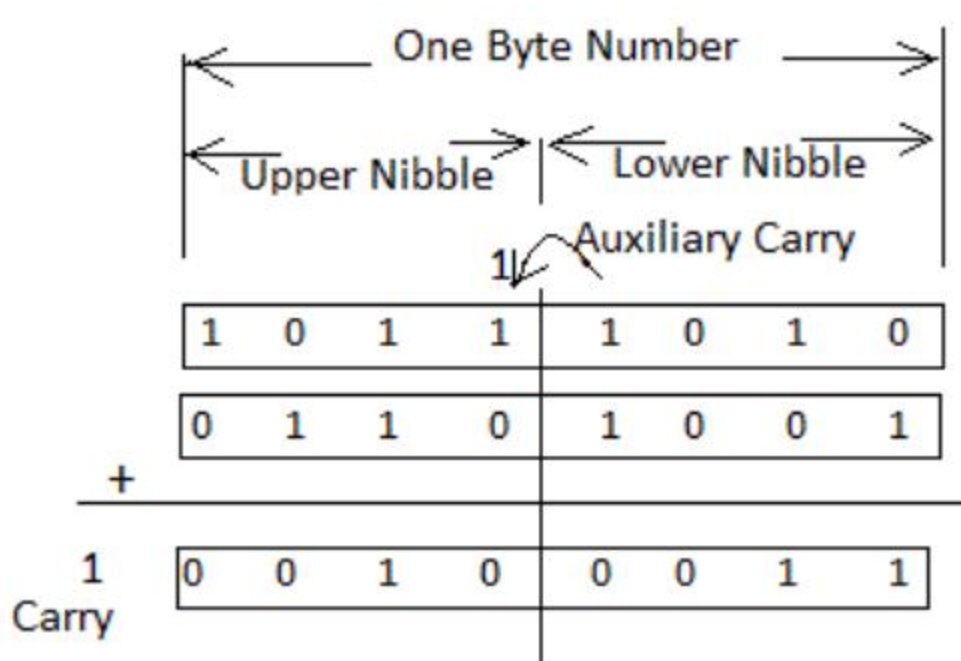 One Byte Number
Upper Nibble Lower Nibble
1 Auxiliary Carry
1 0 1 1 1 0 1 0
0 1 1 0 1 0 0 1
+
1 0 0 1 0 0 0 1 1
Carry